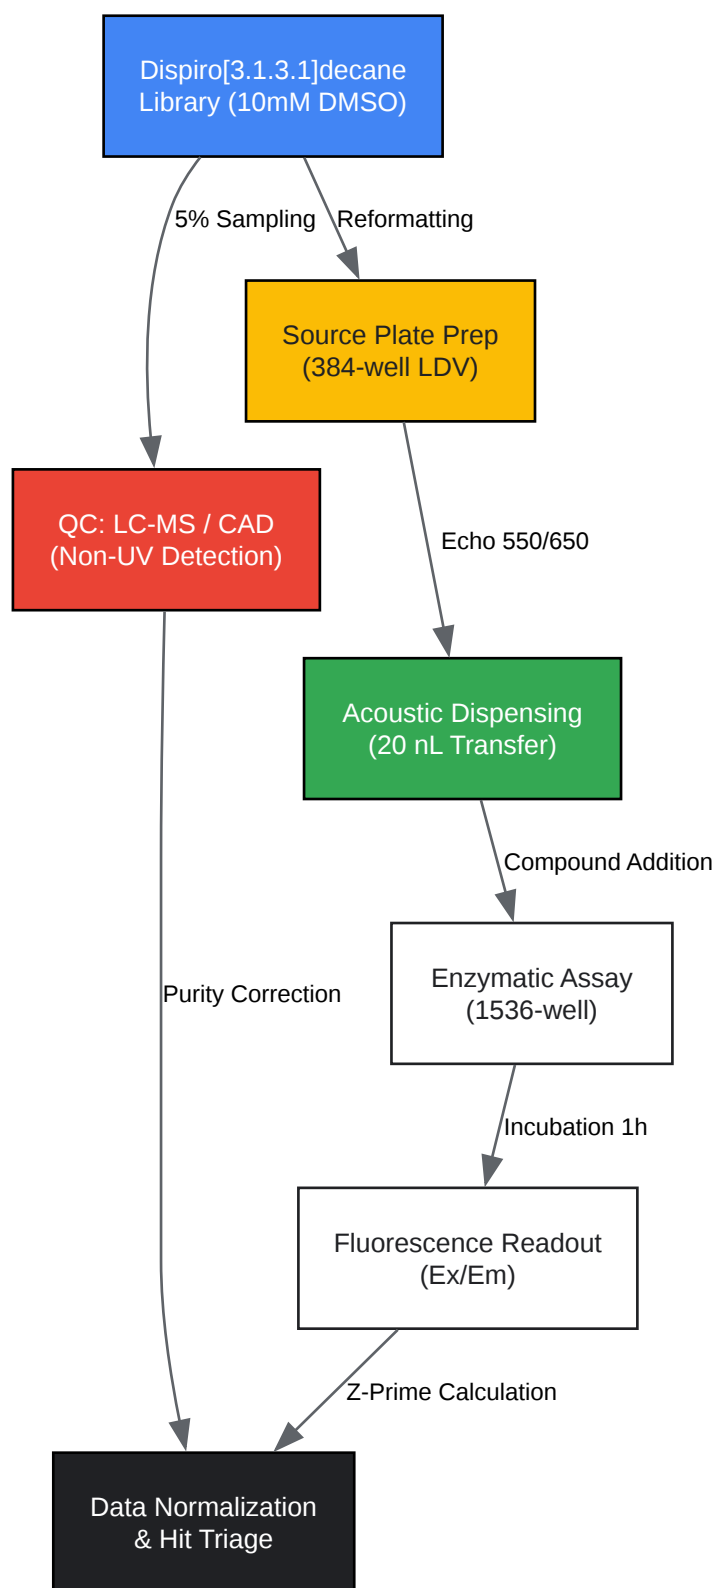 Dispiro[3.1.3.1]decane
Library (10mM DMSO)
5% Sampling
Reformatting
Source Plate Prep
(384-well LDV)
QC: LC-MS / CAD
(Non-UV Detection)
Echo 550/650
Acoustic Dispensing
(20 nL Transfer)
Compound Addition
Enzymatic Assay
(1536-well)
Purity Correction
Incubation 1h
Fluorescence Readout
(Ex/Em)
Z-Prime Calculation
Data Normalization
& Hit Triage